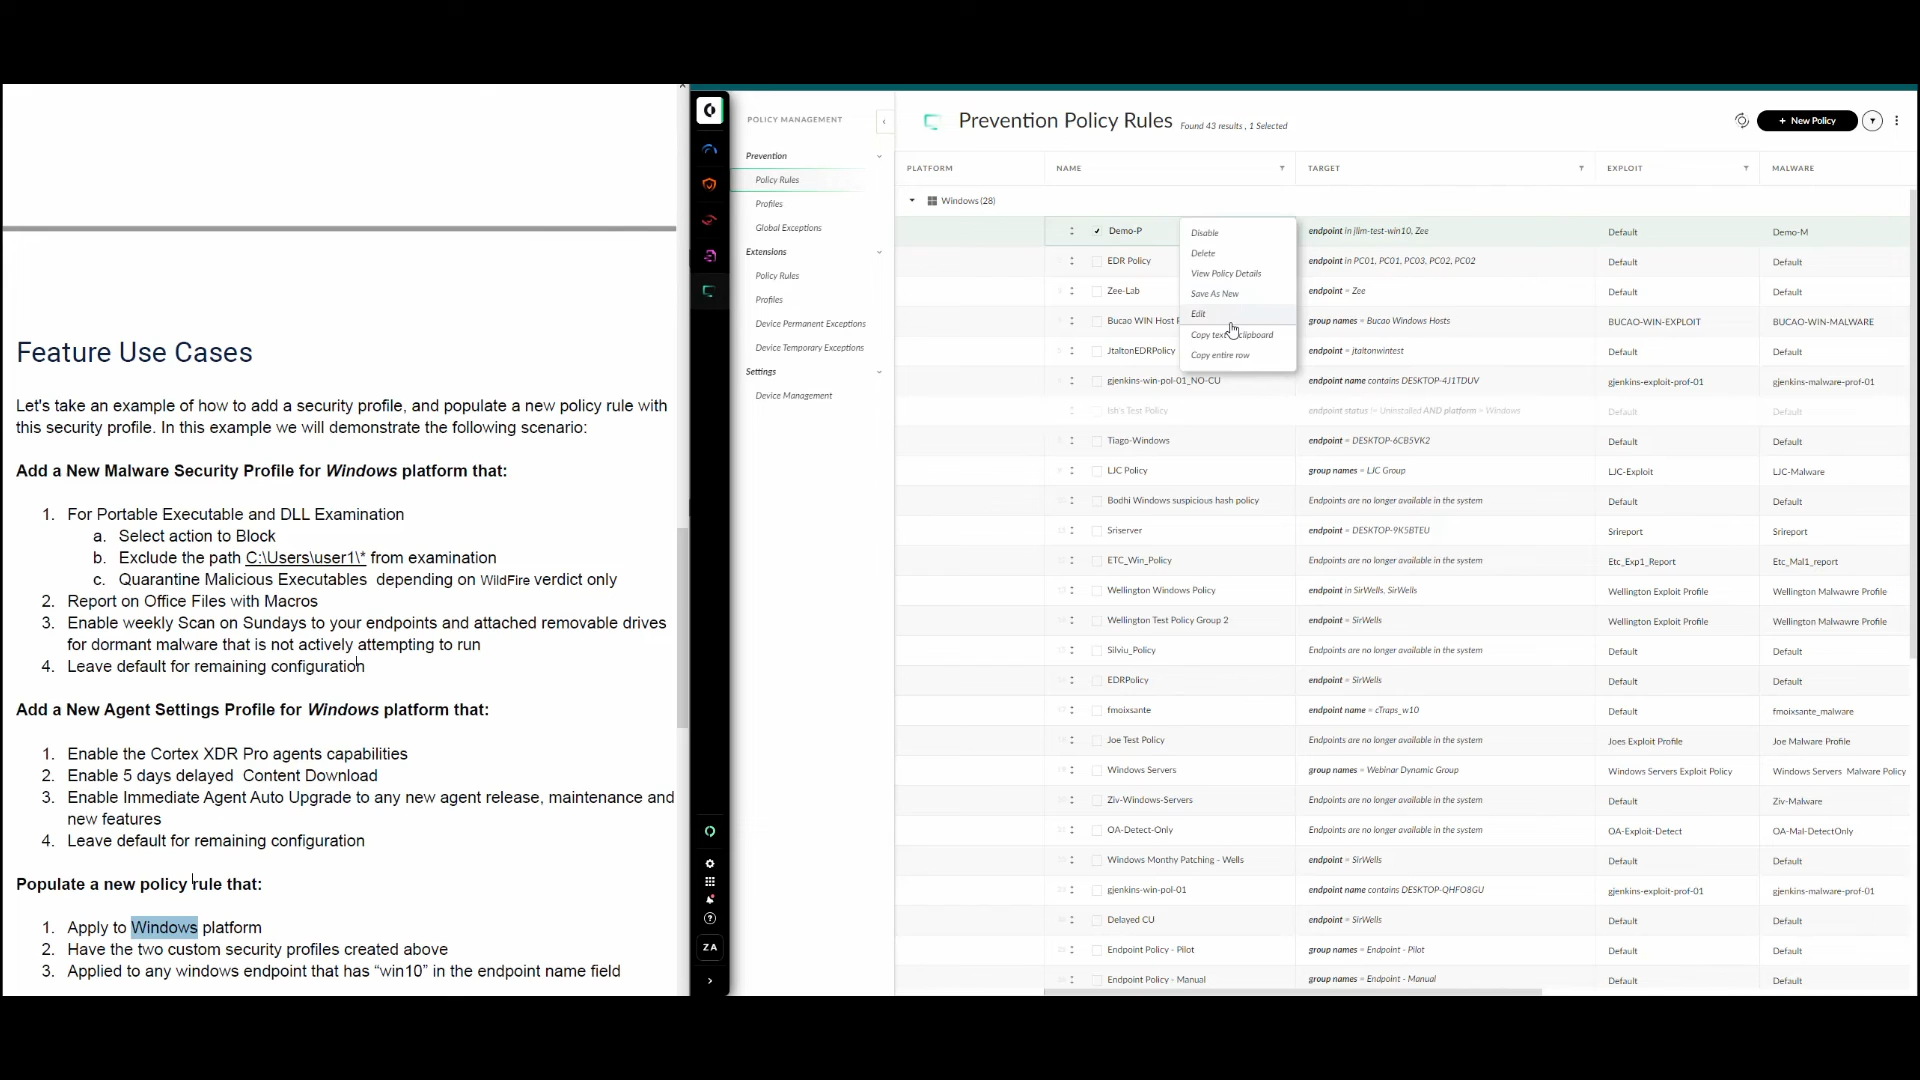 Feature Use Cases
Let's take an example of how to add a security profile, and populate a new policy rule with
this security profile. In this example we will demonstrate the following scenario:
Add a New Malware Security Profile for Windows platform that:
1. For Portable Executable and DLL Examination
a. Select action to Block
b. Exclude the path C:\Users\user1\* from examination
c. Quarantine Malicious Executables depending on WildFire verdict only
2. Report on Office Files with Macros
3. Enable weekly Scan on Sundays to your endpoints and attached removable drives
for dormant malware that is not actively attempting to run
4. Leave default for remaining configuration
Add a New Agent Settings Profile for Windows platform that:
1. Enable the Cortex XDR Pro agents capabilities
2. Enable 5 days delayed Content Download
3. Enable Immediate Agent Auto Upgrade to any new agent release, maintenance and
new features
4. Leave default for remaining configuration
Populate a new policy rule that:
1. Apply to Windows platform
2. Have the two custom security profiles created above
3. Applied to any windows endpoint that has “win10” in the endpoint name field
ZA
POLICY MANAGEMENT
Prevention
Policy Rules
Profiles
Global Exceptions
Extensions
Policy Rules
Profiles
Device Permanent Exceptions
Device Temporary Exceptions
Settings
Device Management
Prevention Policy Rules Found 43 results , 1 Selected
+ New Policy
PLATFORM NAME TARGET EXPLOIT MALWARE
Windows (28)
Demo-P endpoint in jlim-test-win10, Zee Default Demo-M
EDR Policy endpoint in PC01, PC01, PC03, PC02, PC02 Default Default
Zee-Lab endpoint = Zee Default Default
Bucao WIN Host group names = Bucao Windows Hosts BUCAO-WIN-EXPLOIT BUCAO-WIN-MALWARE
JtaltonEDRPolicy endpoint = jtaltonwintest Default Default
gjenkins-win-pol-01_NO-CU endpoint name contains DESKTOP-4J1TDUV gjenkins-exploit-prof-01 gjenkins-malware-prof-01
Ish's Test Policy endpoint status != Uninstalled AND platform = Windows Default Default
Tiago-Windows endpoint = DESKTOP-6CB5VK2 Default Default
LJC Policy group names = LJC Group LJC-Exploit LJC-Malware
Bodhi Windows suspicious hash policy Endpoints are no longer available in the system Default Default
Sriserver endpoint = DESKTOP-9K5BTEU Srireport Srireport
ETC_Win_Policy Endpoints are no longer available in the system Etc_Exp1_Report Etc_Mal1_report
Wellington Windows Policy endpoint in SirWells, SirWells Wellington Exploit Profile Wellington Malwawre Profile
Wellington Test Policy Group 2 endpoint = SirWells Wellington Exploit Profile Wellington Malwawre Profile
Silviu_Policy Endpoints are no longer available in the system Default Default
EDRPolicy endpoint = SirWells Default Default
fmoixsante endpoint name = cTraps_w10 Default fmoixsante_malware
Joe Test Policy Endpoints are no longer available in the system Joes Exploit Profile Joe Malware Profile
Windows Servers group names = Webinar Dynamic Group Windows Servers Exploit Policy Windows Servers Malware Policy
Ziv-Windows-Servers Endpoints are no longer available in the system Default Ziv-Malware
OA-Detect-Only Endpoints are no longer available in the system OA-Exploit-Detect OA-Mal-DetectOnly
Windows Monthy Patching - Wells endpoint = SirWells Default Default
gjenkins-win-pol-01 endpoint name contains DESKTOP-QHFO8GU gjenkins-exploit-prof-01 gjenkins-malware-prof-01
Delayed CU endpoint = SirWells Default Default
Endpoint Policy - Pilot group names = Endpoint - Pilot Default Default
Endpoint Policy - Manual group names = Endpoint - Manual Default Default
Disable
Delete
View Policy Details
Save As New
Edit
Copy text clipboard
Copy entire row